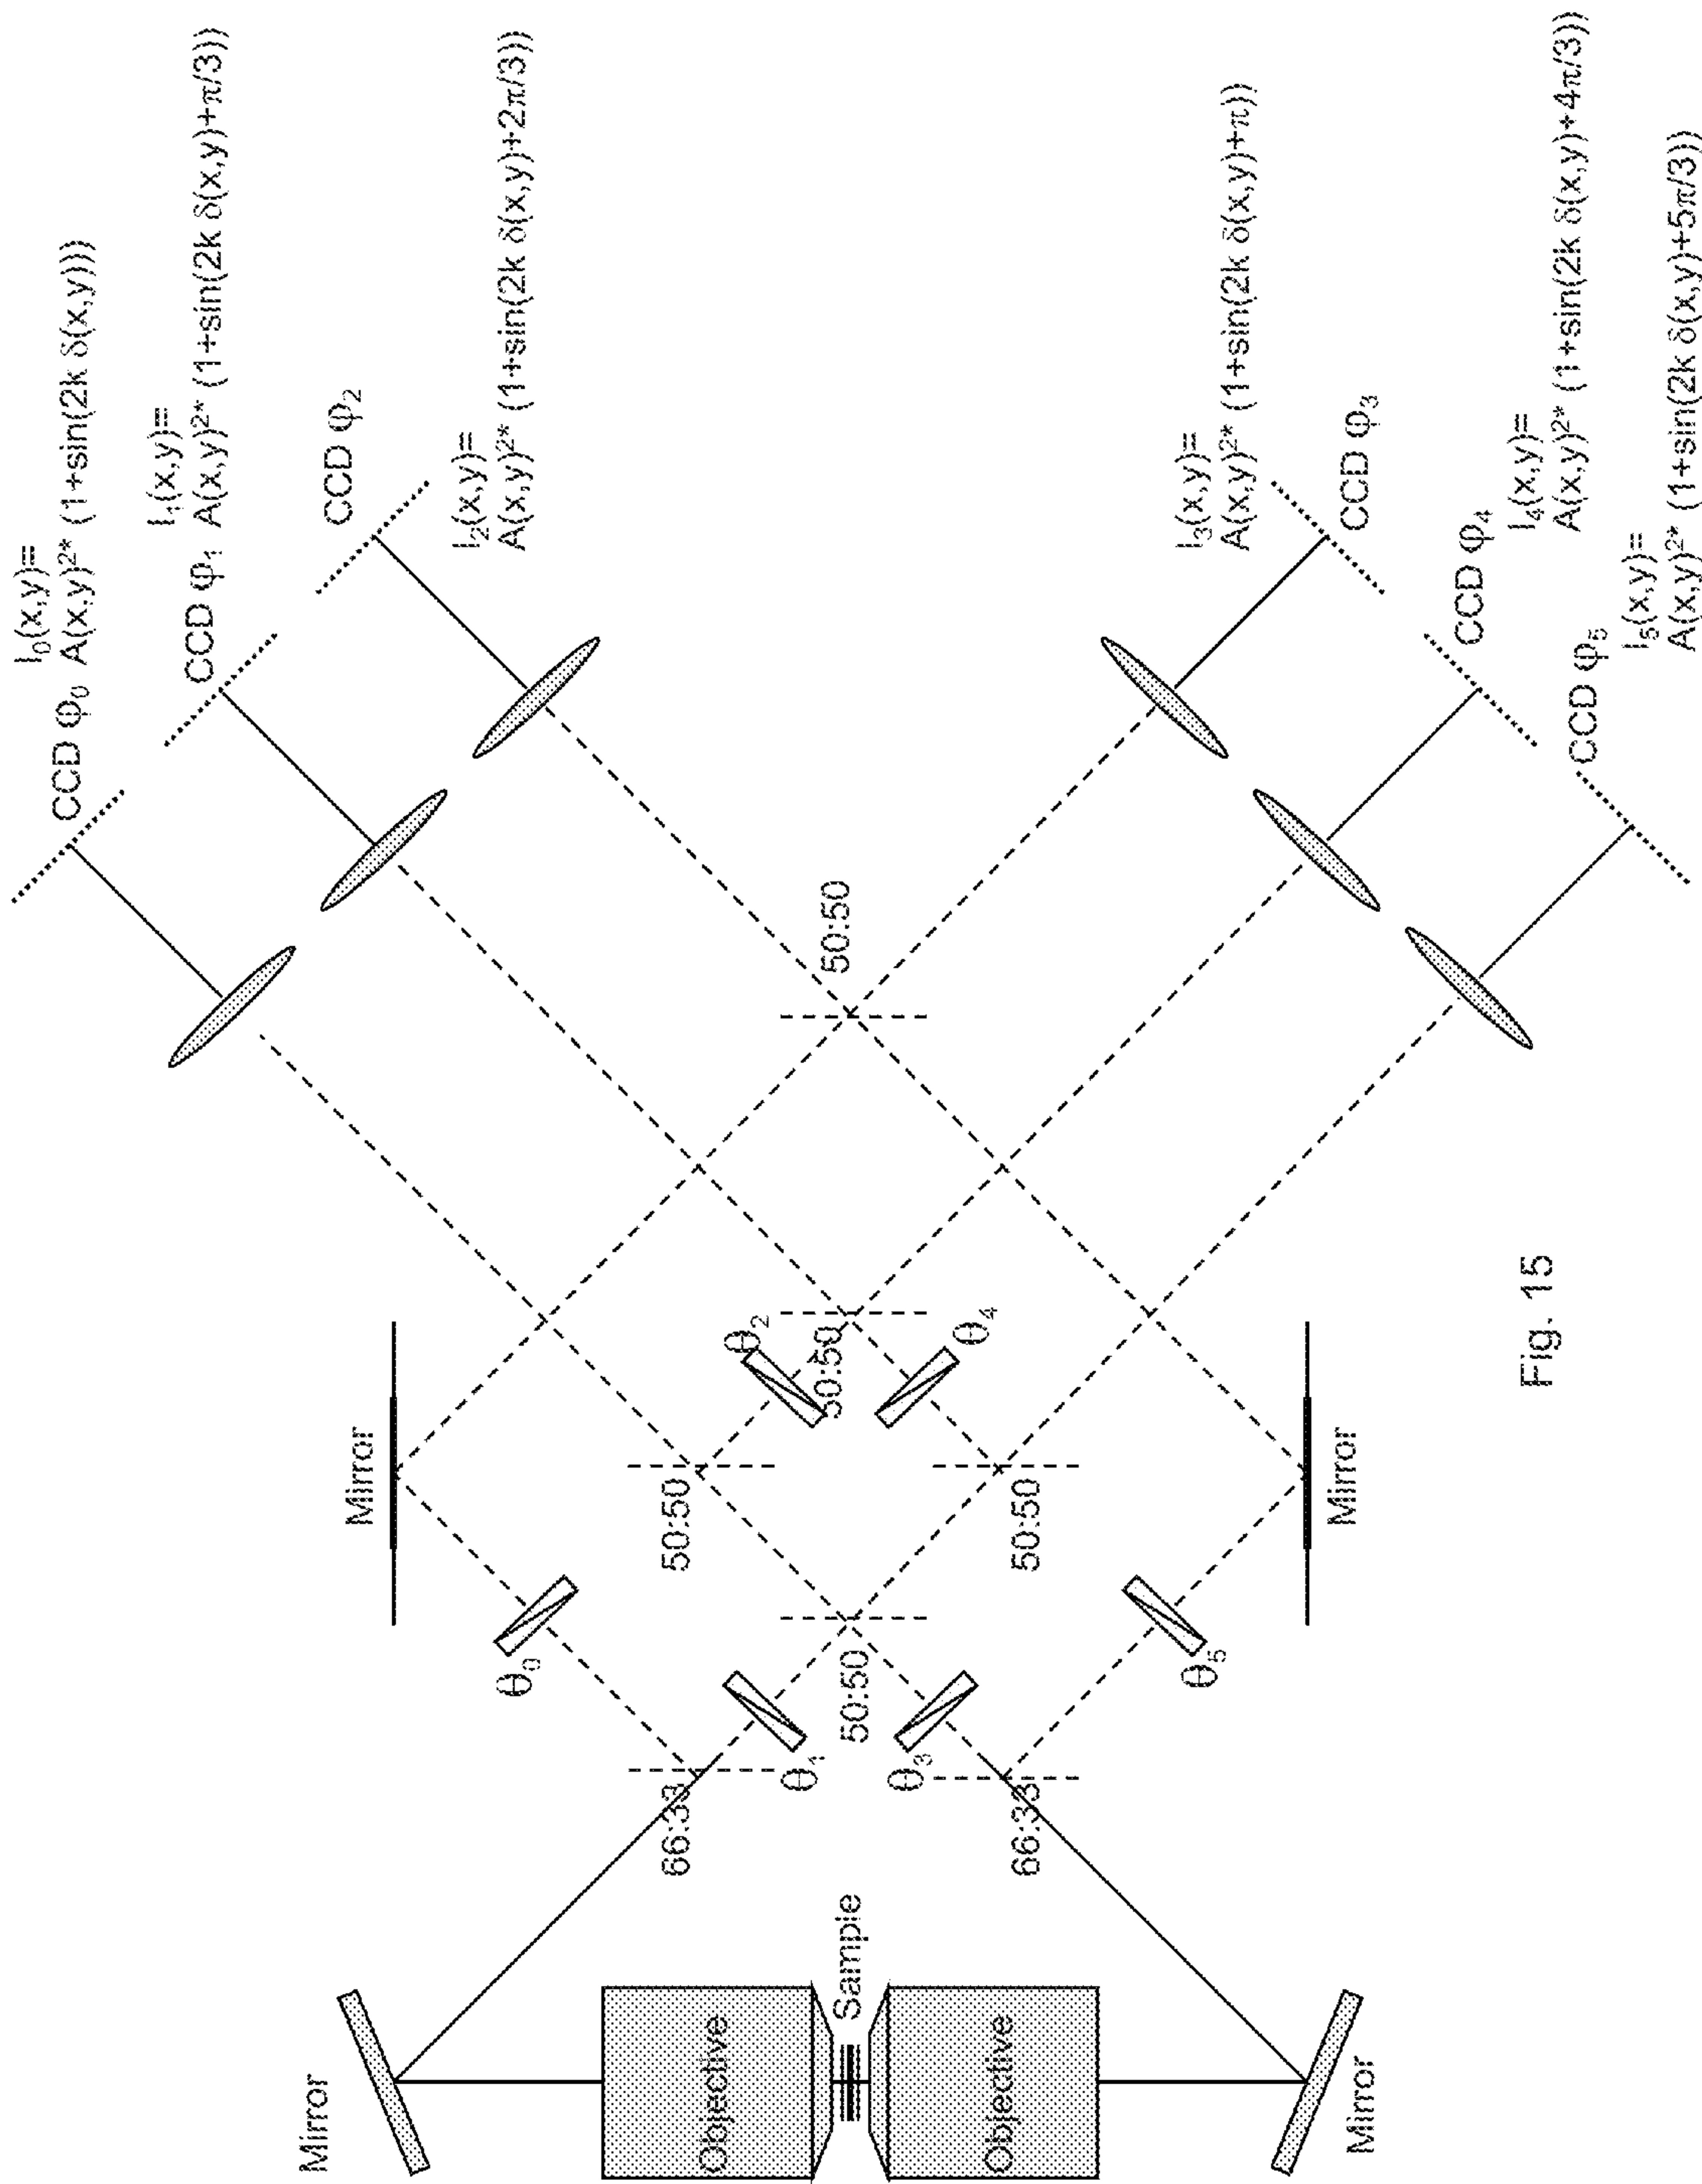 I₀(x,y)=
A(x,y)²* (1+sin(2k δ(x,y)))
CCD φ₀
I₁(x,y)=
A(x,y)²* (1+sin(2k δ(x,y)+π/3))
CCD φ₁
CCD φ₂
I₂(x,y)=
A(x,y)²* (1+sin(2k δ(x,y)+2π/3))
I₃(x,y)=
A(x,y)²* (1+sin(2k δ(x,y)+π))
CCD φ₃
CCD φ₄
I₄(x,y)=
A(x,y)²* (1+sin(2k δ(x,y)+4π/3))
CCD φ₅
I₅(x,y)=
A(x,y)²* (1+sin(2k δ(x,y)+5π/3))
50:50
Mirror
θ₀
50:50
θ₂
50:50
θ₄
50:50
Mirror
θ₅
66:33
θ₁
50:50
θ₃
66:33
Mirror
Objective
Sample
Objective
Mirror
Fig. 15